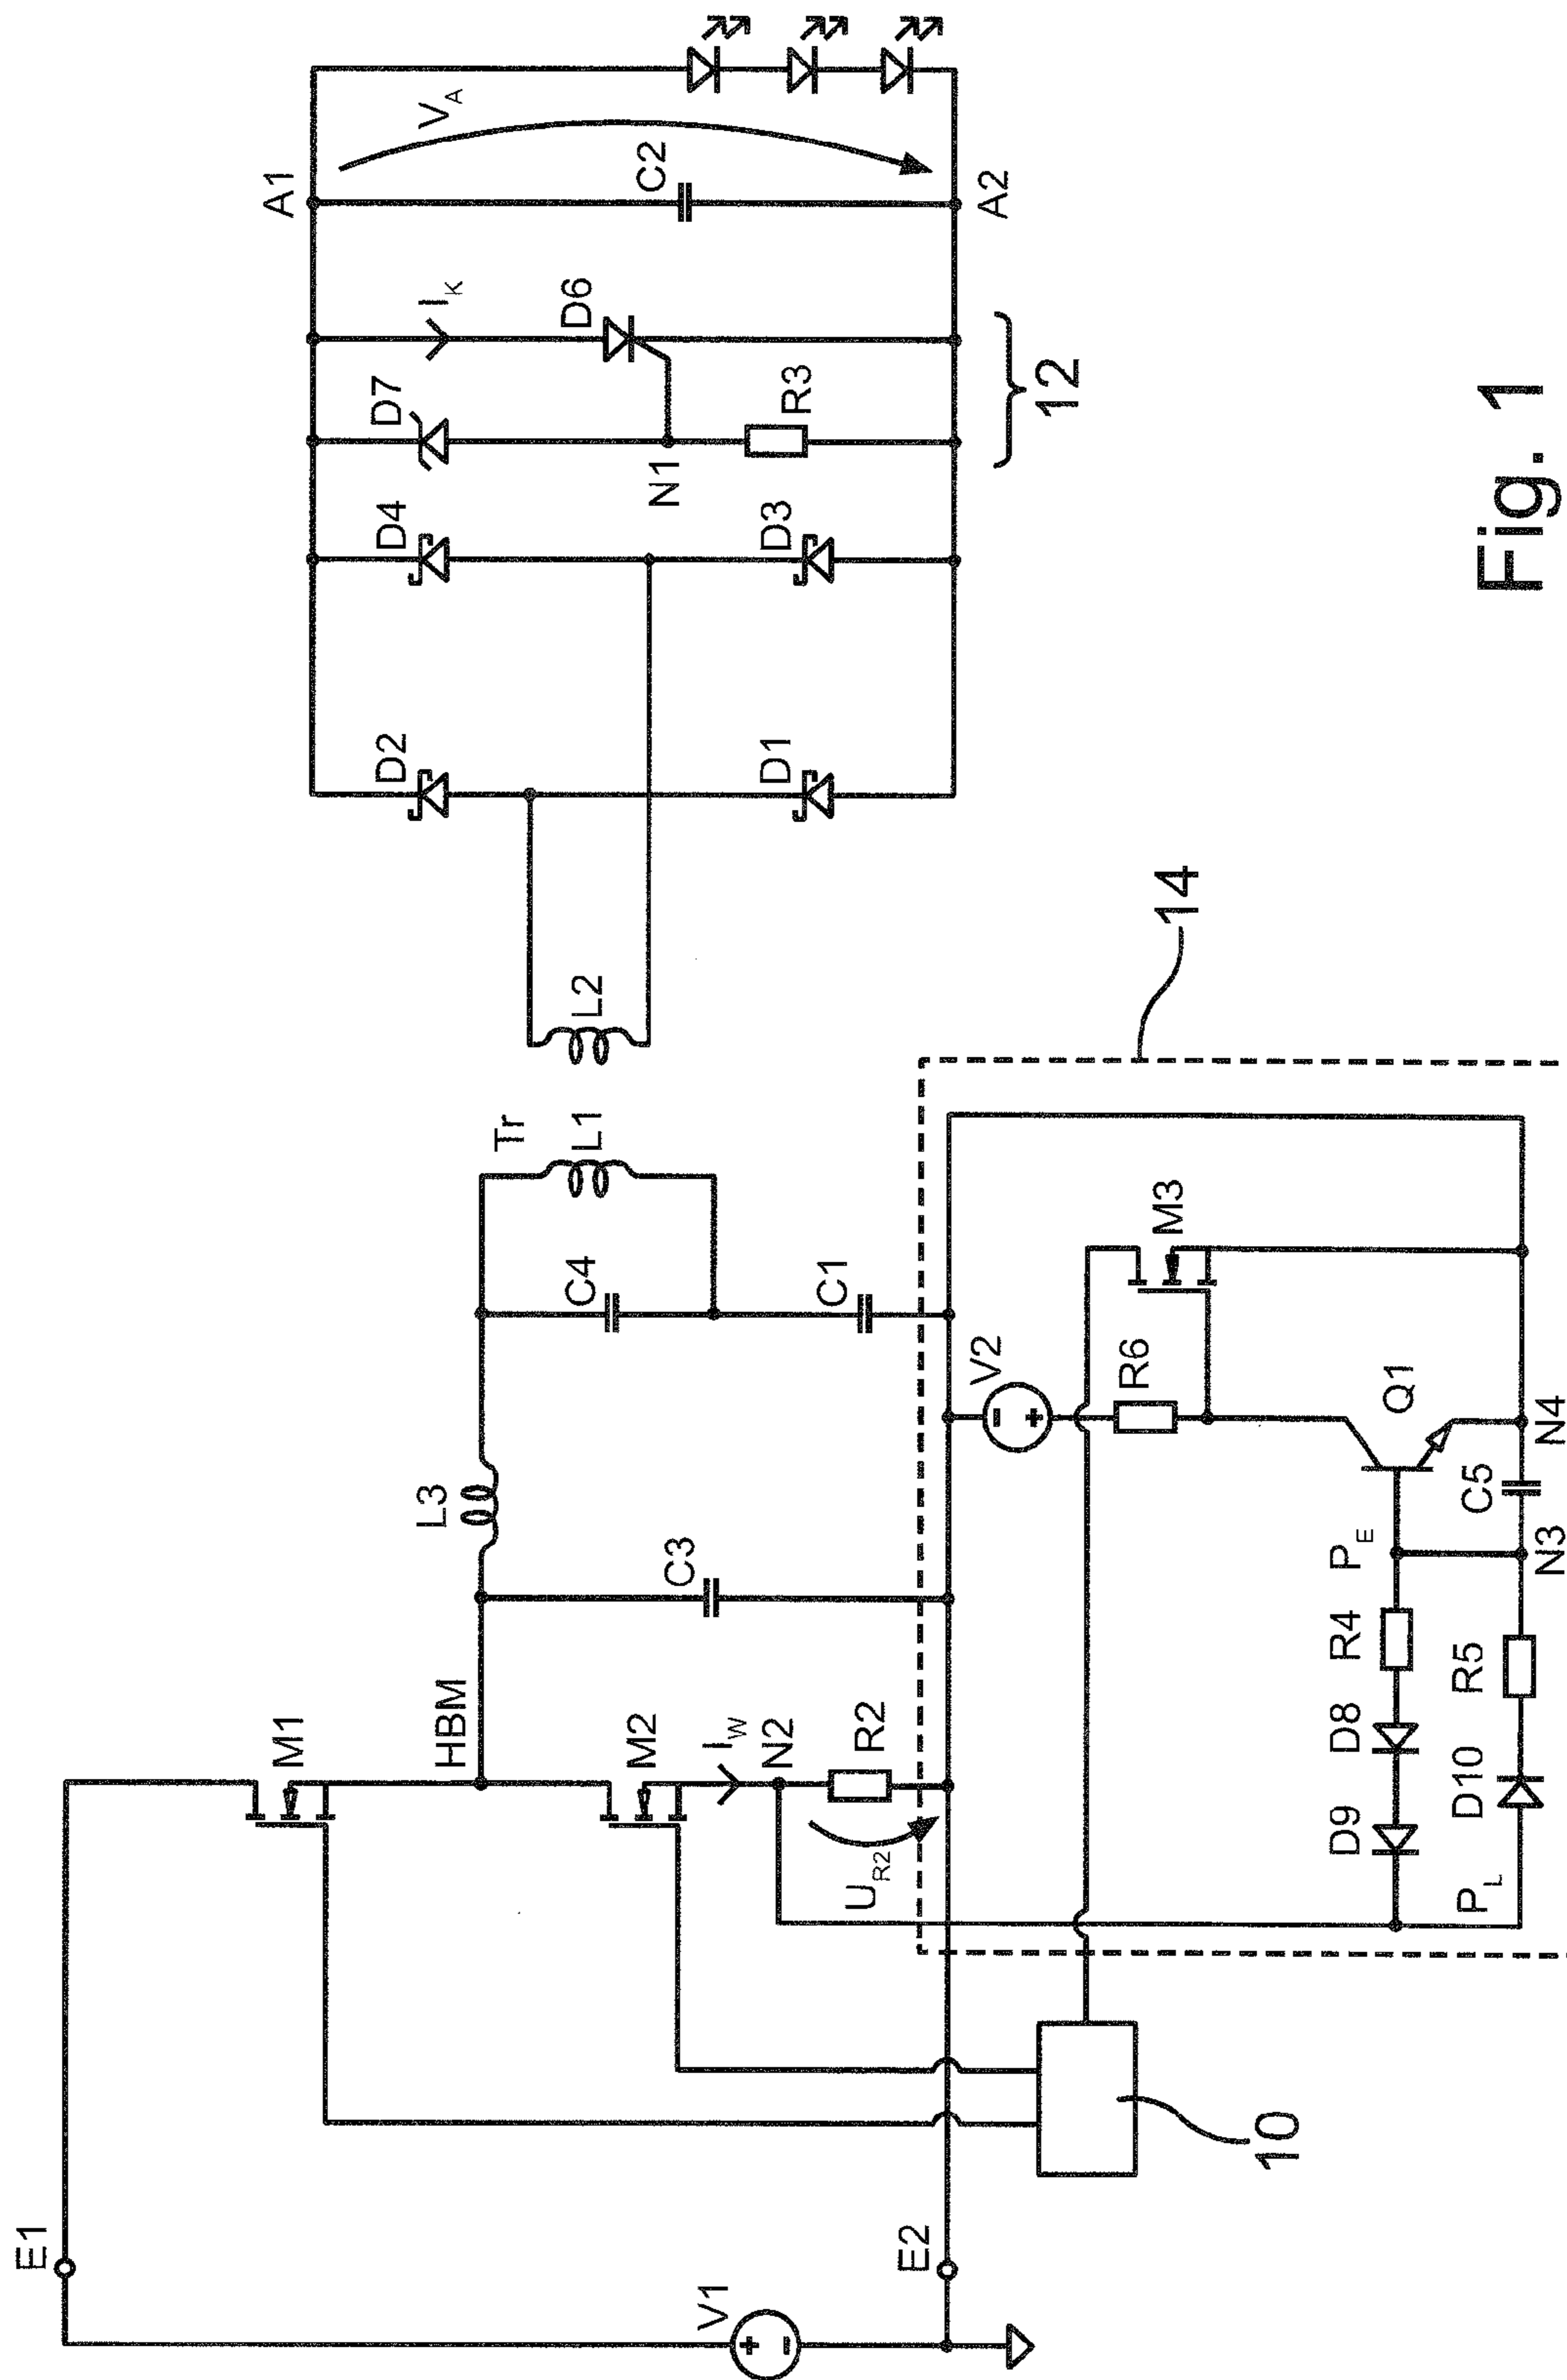 E1
V1
E2
M1
HBM
M2
I_W
N2
R2
U_R2
10
L3
C3
C4
C1
Tr
L1
L2
14
V2
R6
M3
Q1
P_E
R4
D8
D9
P_L
D10
R5
N3
C5
N4
D2
D1
D4
D3
D7
N1
R3
I_K
D6
12
A1
C2
V_A
A2
Fig. 1